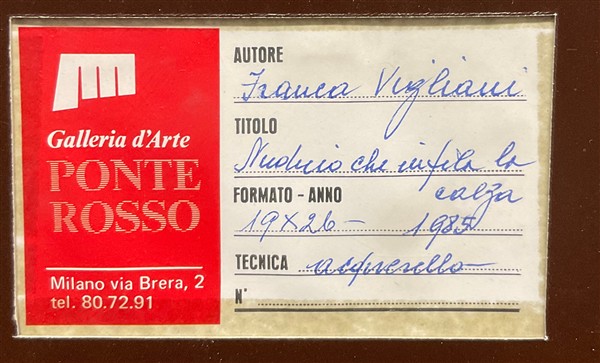 Galleria d'Arte
PONTE
ROSSO
Milano via Brera, 2
tel. 80.72.91
AUTORE
Franca Vigliani
TITOLO
Nudino che infila la
calza
FORMATO - ANNO
19x26- 1985
TECNICA acquerello
N°